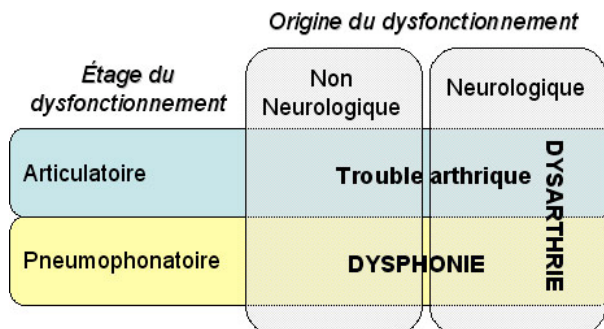 Origine du dysfonctionnement
Étage du
dysfonctionnement
Non
Neurologique
Neurologique
Articulatoire
Trouble arthrique
DYSARTHRIE
Pneumophonatoire
DYSPHONIE